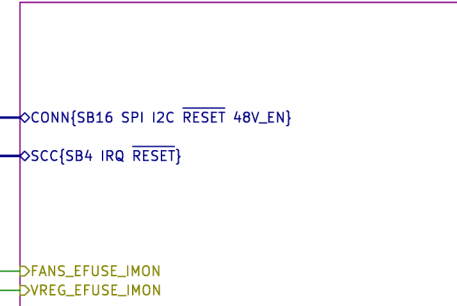 CONN{SB16 SPI I2C RESET 48V_EN}
SCC{SB4 IRQ RESET}
FANS_EFUSE_IMON
VREG_EFUSE_IMON